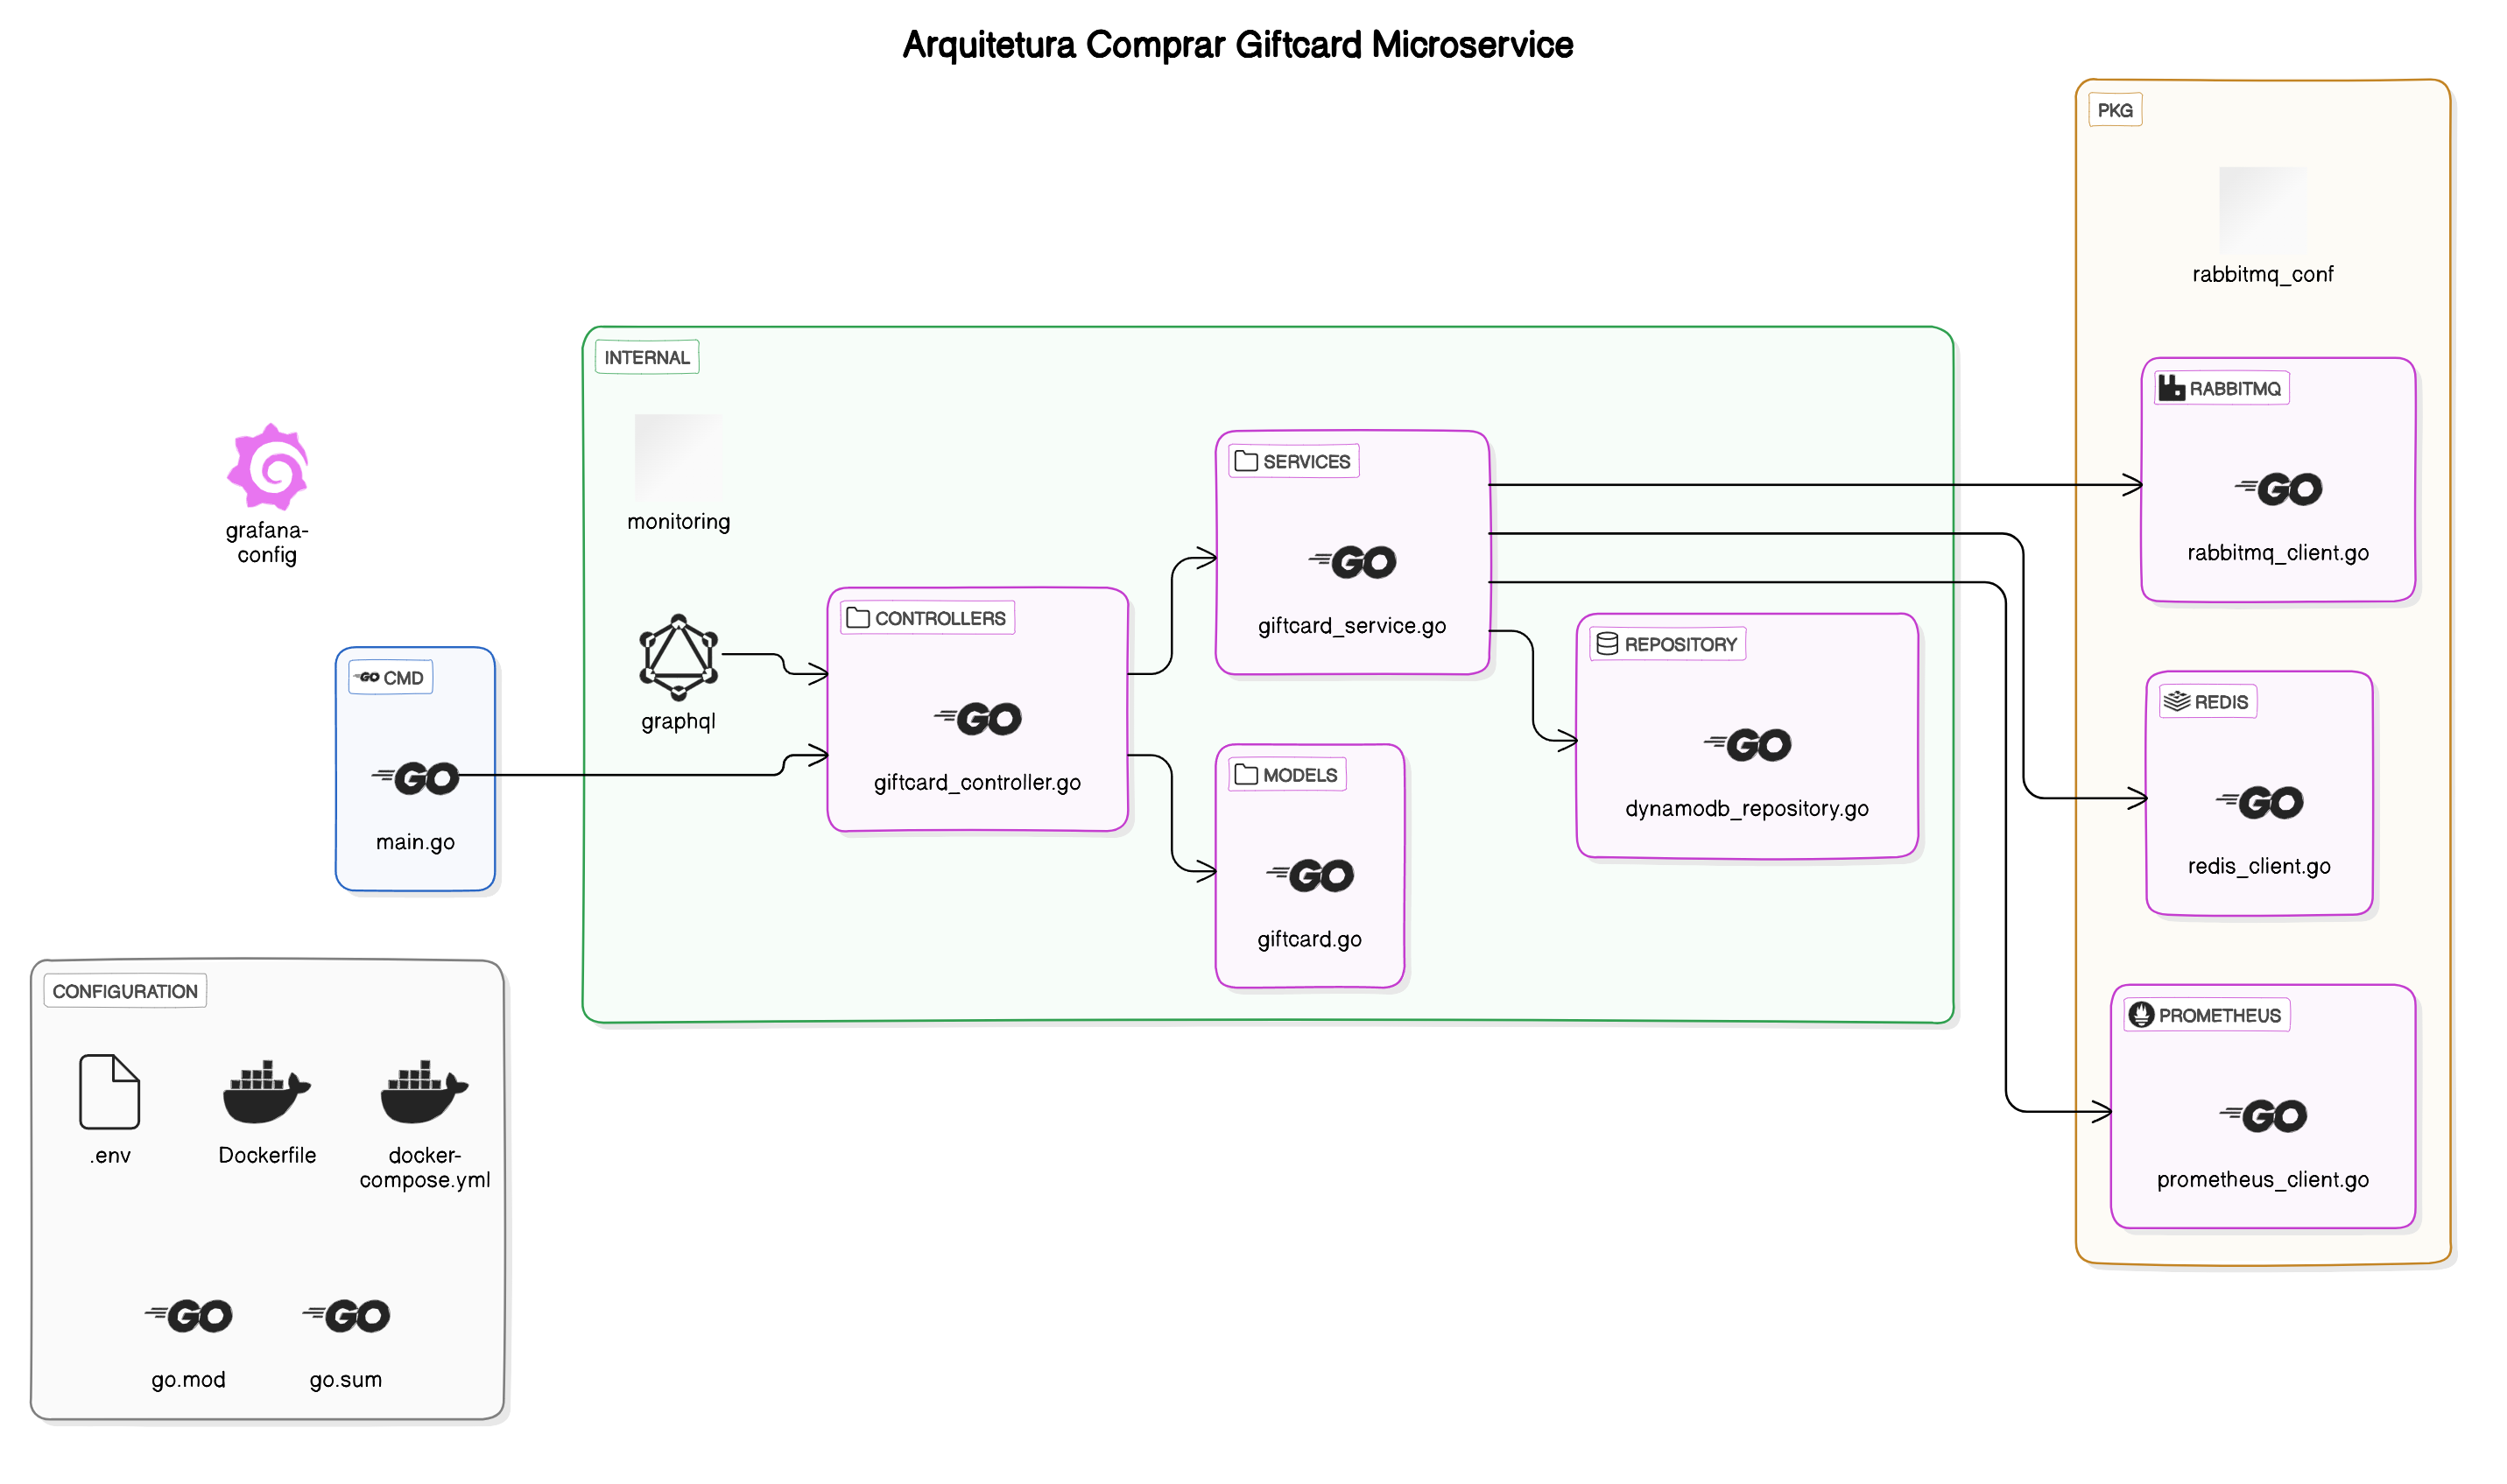 Arquitetura Comprar Giftcard Microservice
PKG
rabbitmq_conf
INTERNAL
RABBITMQ
GO
rabbitmq_client.go
monitoring
SERVICES
GO
giftcard_service.go
grafana-
config
graphql
CONTROLLERS
GO
giftcard_controller.go
REPOSITORY
GO
dynamodb_repository.go
GO CMD
GO
main.go
MODELS
GO
giftcard.go
REDIS
GO
redis_client.go
CONFIGURATION
.env
Dockerfile
docker-
compose.yml
GO
go.mod
GO
go.sum
PROMETHEUS
GO
prometheus_client.go